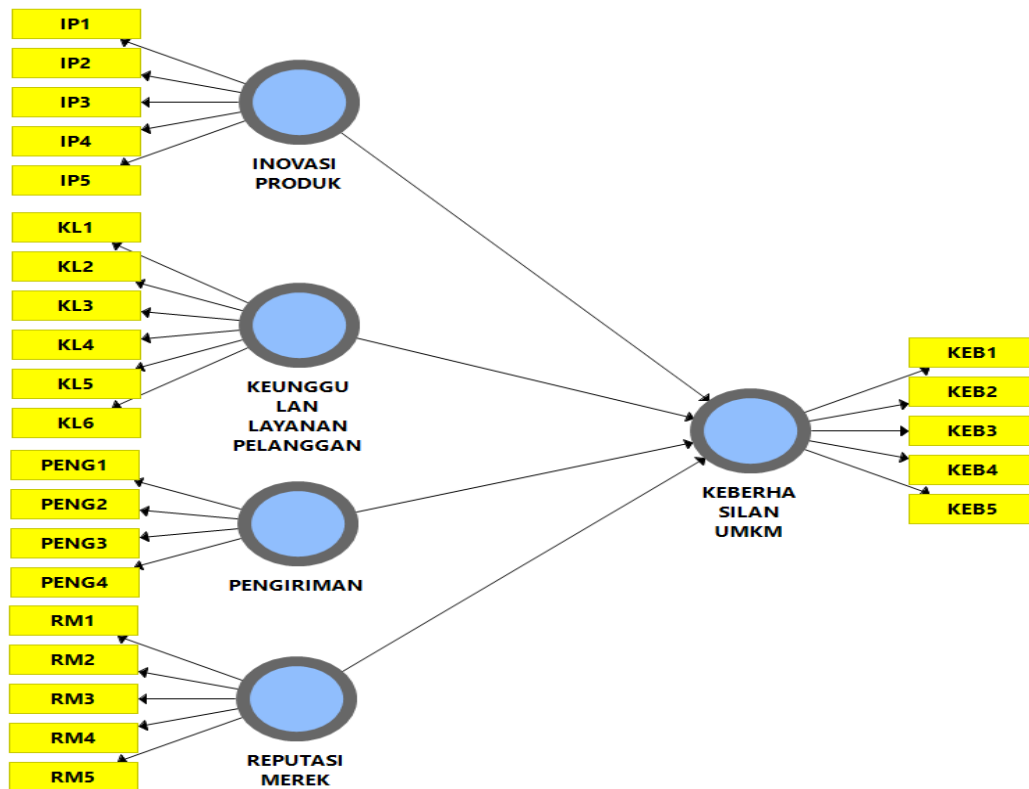 IP1
IP2
IP3
IP4
IP5
INOVASI
PRODUK
KL1
KL2
KL3
KL4
KL5
KL6
KEUNGGU
LAN
LAYANAN
PELANGGAN
PENG1
PENG2
PENG3
PENG4
PENGIRIMAN
RM1
RM2
RM3
RM4
RM5
REPUTASI
MEREK
KEBERHA
SILAN
UMKM
KEB1
KEB2
KEB3
KEB4
KEB5